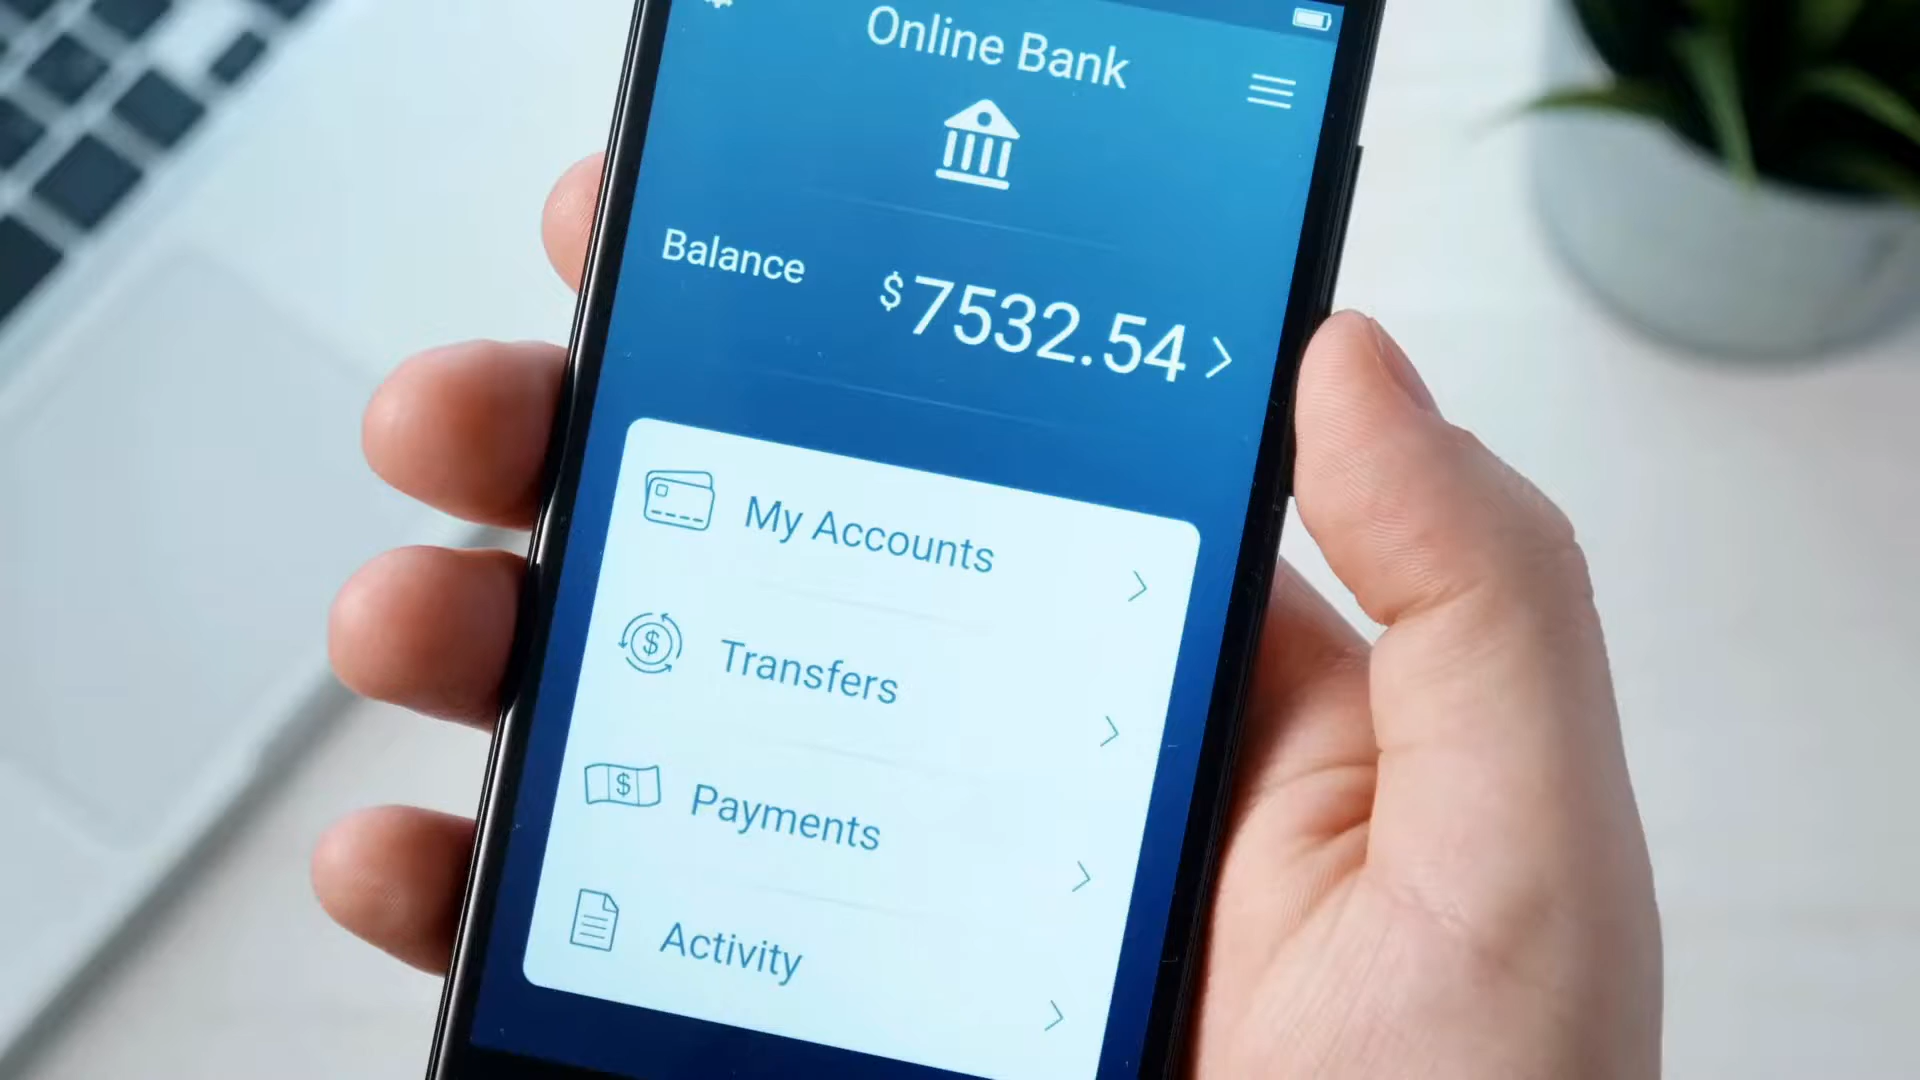 Online Bank
Balance
$7532.54
My Accounts
Transfers
Payments
Activity